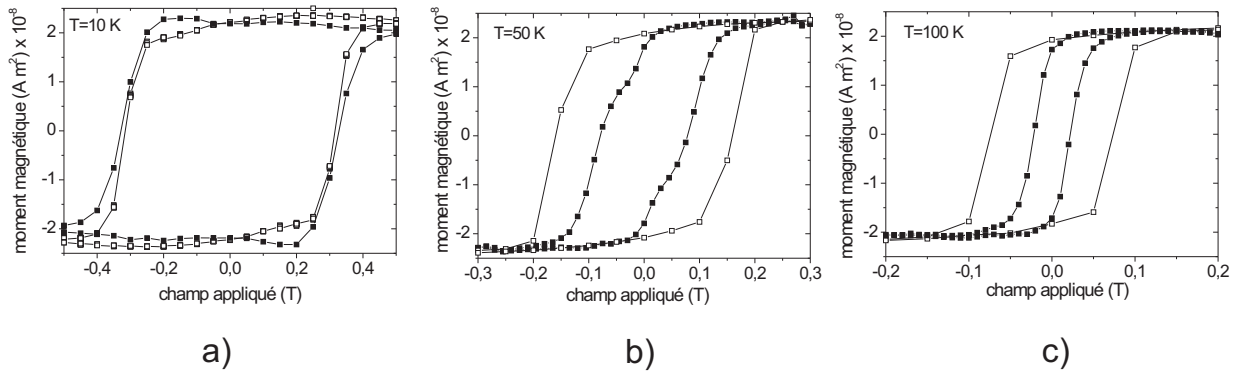 T=10 K
moment magnétique (A m²) x 10⁻⁸
2
1
0
-1
-2
-0,4 -0,2 0,0 0,2 0,4
champ appliqué (T)
a)
T=50 K
moment magnétique (A m²) x 10⁻⁸
2
1
0
-1
-2
-0,3 -0,2 -0,1 0,0 0,1 0,2 0,3
champ appliqué (T)
b)
T=100 K
moment magnétique (A m²) x 10⁻⁸
2
1
0
-1
-2
-0,2 -0,1 0,0 0,1 0,2
champ appliqué (T)
c)